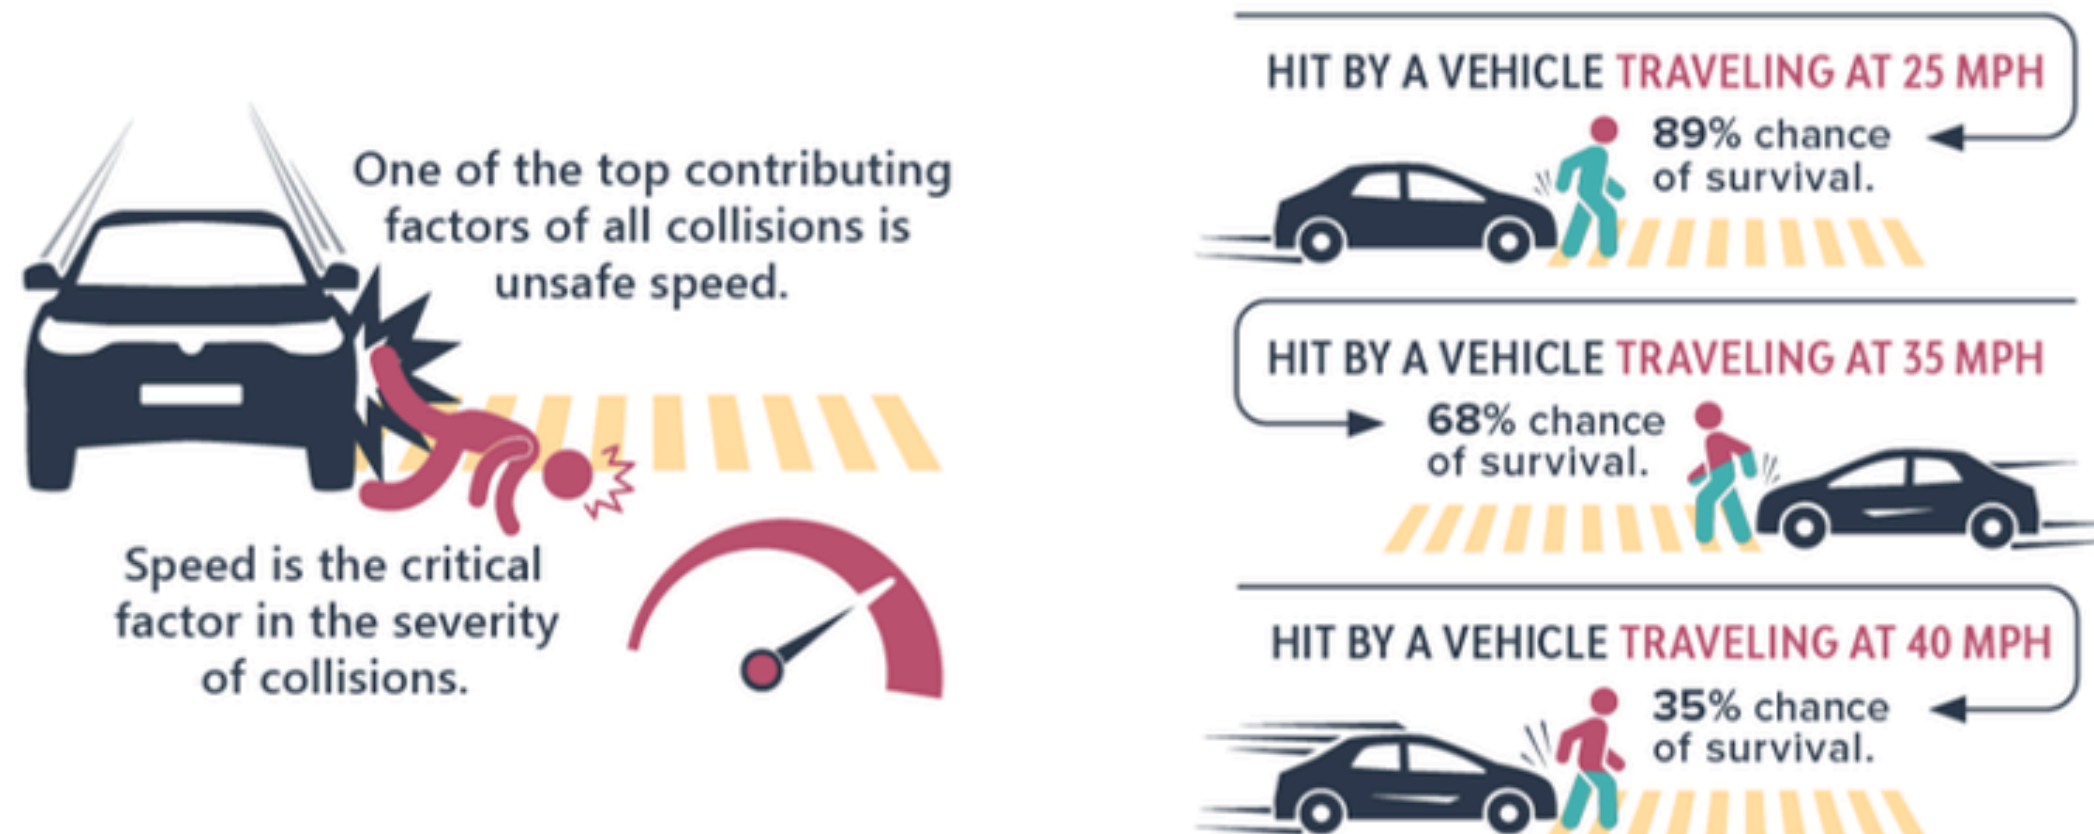 One of the top contributing
factors of all collisions is
unsafe speed.
Speed is the critical
factor in the severity
of collisions.
HIT BY A VEHICLE TRAVELING AT 25 MPH
89% chance
of survival.
HIT BY A VEHICLE TRAVELING AT 35 MPH
68% chance
of survival.
HIT BY A VEHICLE TRAVELING AT 40 MPH
35% chance
of survival.